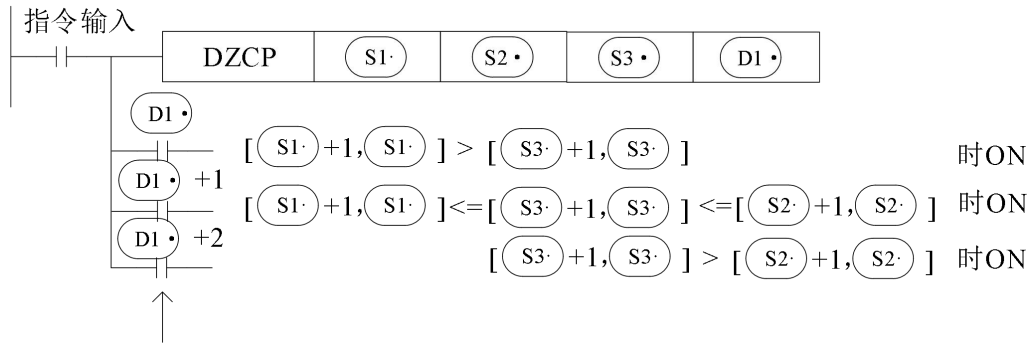 指令输入
DZCP S1· S2· S3· D1·
D1·
[S1·+1,S1·] > [S3·+1,S3·] 时ON
D1· +1
[S1·+1,S1·]<=[S3·+1,S3·] <=[S2·+1,S2·] 时ON
D1· +2
[S3·+1,S3·] > [S2·+1,S2·] 时ON